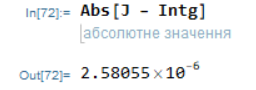 In[72]:= Abs[J - Intg]
абсолютне значення
Out[72]= 2.58055×10⁻⁶